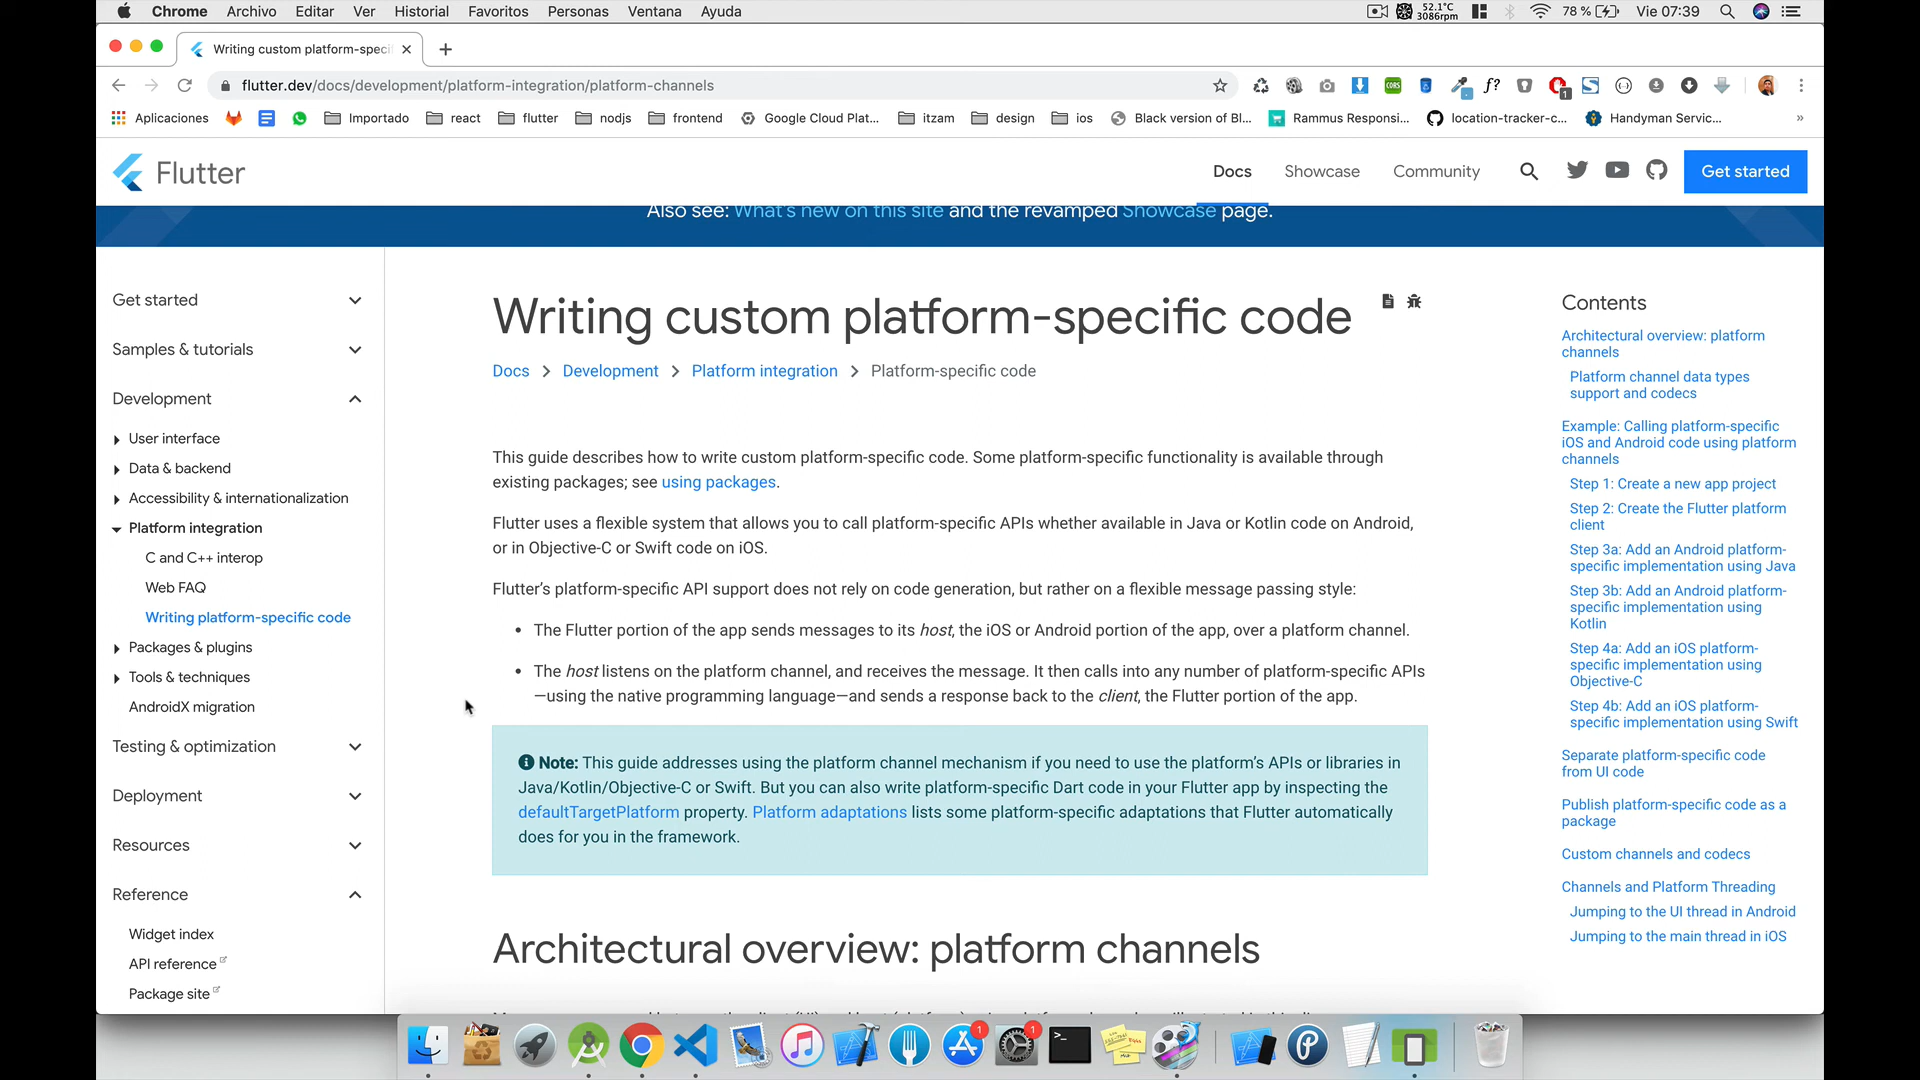 Chrome Archivo Editar Ver Historial Favoritos Personas Ventana Ayuda
52.1°C
3086rpm
78 % Vie 07:39
Writing custom platform-speci
flutter.dev/docs/development/platform-integration/platform-channels
CORS f? 1
Aplicaciones Importado react flutter nodjs frontend Google Cloud Plat... itzam design ios Black version of Bl... Rammus Responsi... location-tracker-c... Handyman Servic... »
Flutter Docs Showcase Community Get started
Also see: What's new on this site and the revamped Showcase page.
Get started
Samples & tutorials
Development
User interface
Data & backend
Accessibility & internationalization
Platform integration
C and C++ interop
Web FAQ
Writing platform-specific code
Packages & plugins
Tools & techniques
AndroidX migration
Testing & optimization
Deployment
Resources
Reference
Widget index
API reference
Package site
Writing custom platform-specific code
Docs > Development > Platform integration > Platform-specific code
This guide describes how to write custom platform-specific code. Some platform-specific functionality is available through
existing packages; see using packages.
Flutter uses a flexible system that allows you to call platform-specific APIs whether available in Java or Kotlin code on Android,
or in Objective-C or Swift code on iOS.
Flutter’s platform-specific API support does not rely on code generation, but rather on a flexible message passing style:
• The Flutter portion of the app sends messages to its host, the iOS or Android portion of the app, over a platform channel.
• The host listens on the platform channel, and receives the message. It then calls into any number of platform-specific APIs
—using the native programming language—and sends a response back to the client, the Flutter portion of the app.
Note: This guide addresses using the platform channel mechanism if you need to use the platform’s APIs or libraries in
Java/Kotlin/Objective-C or Swift. But you can also write platform-specific Dart code in your Flutter app by inspecting the
defaultTargetPlatform property. Platform adaptations lists some platform-specific adaptations that Flutter automatically
does for you in the framework.
Architectural overview: platform channels
Contents
Architectural overview: platform
channels
Platform channel data types
support and codecs
Example: Calling platform-specific
iOS and Android code using platform
channels
Step 1: Create a new app project
Step 2: Create the Flutter platform
client
Step 3a: Add an Android platform-
specific implementation using Java
Step 3b: Add an Android platform-
specific implementation using
Kotlin
Step 4a: Add an iOS platform-
specific implementation using
Objective-C
Step 4b: Add an iOS platform-
specific implementation using Swift
Separate platform-specific code
from UI code
Publish platform-specific code as a
package
Custom channels and codecs
Channels and Platform Threading
Jumping to the UI thread in Android
Jumping to the main thread in iOS
1 1